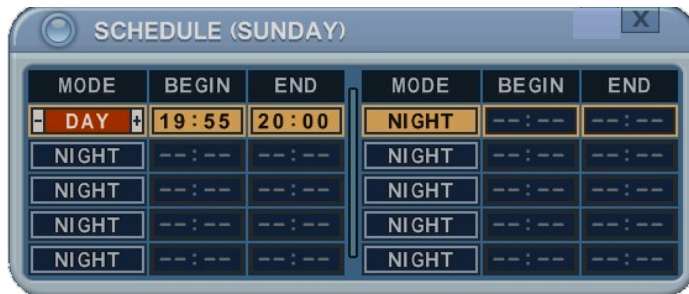 SCHEDULE (SUNDAY) X
MODE BEGIN END MODE BEGIN END
- DAY + 19:55 20:00 NIGHT --:-- --:--
NIGHT --:-- --:-- NIGHT --:-- --:--
NIGHT --:-- --:-- NIGHT --:-- --:--
NIGHT --:-- --:-- NIGHT --:-- --:--
NIGHT --:-- --:-- NIGHT --:-- --:--